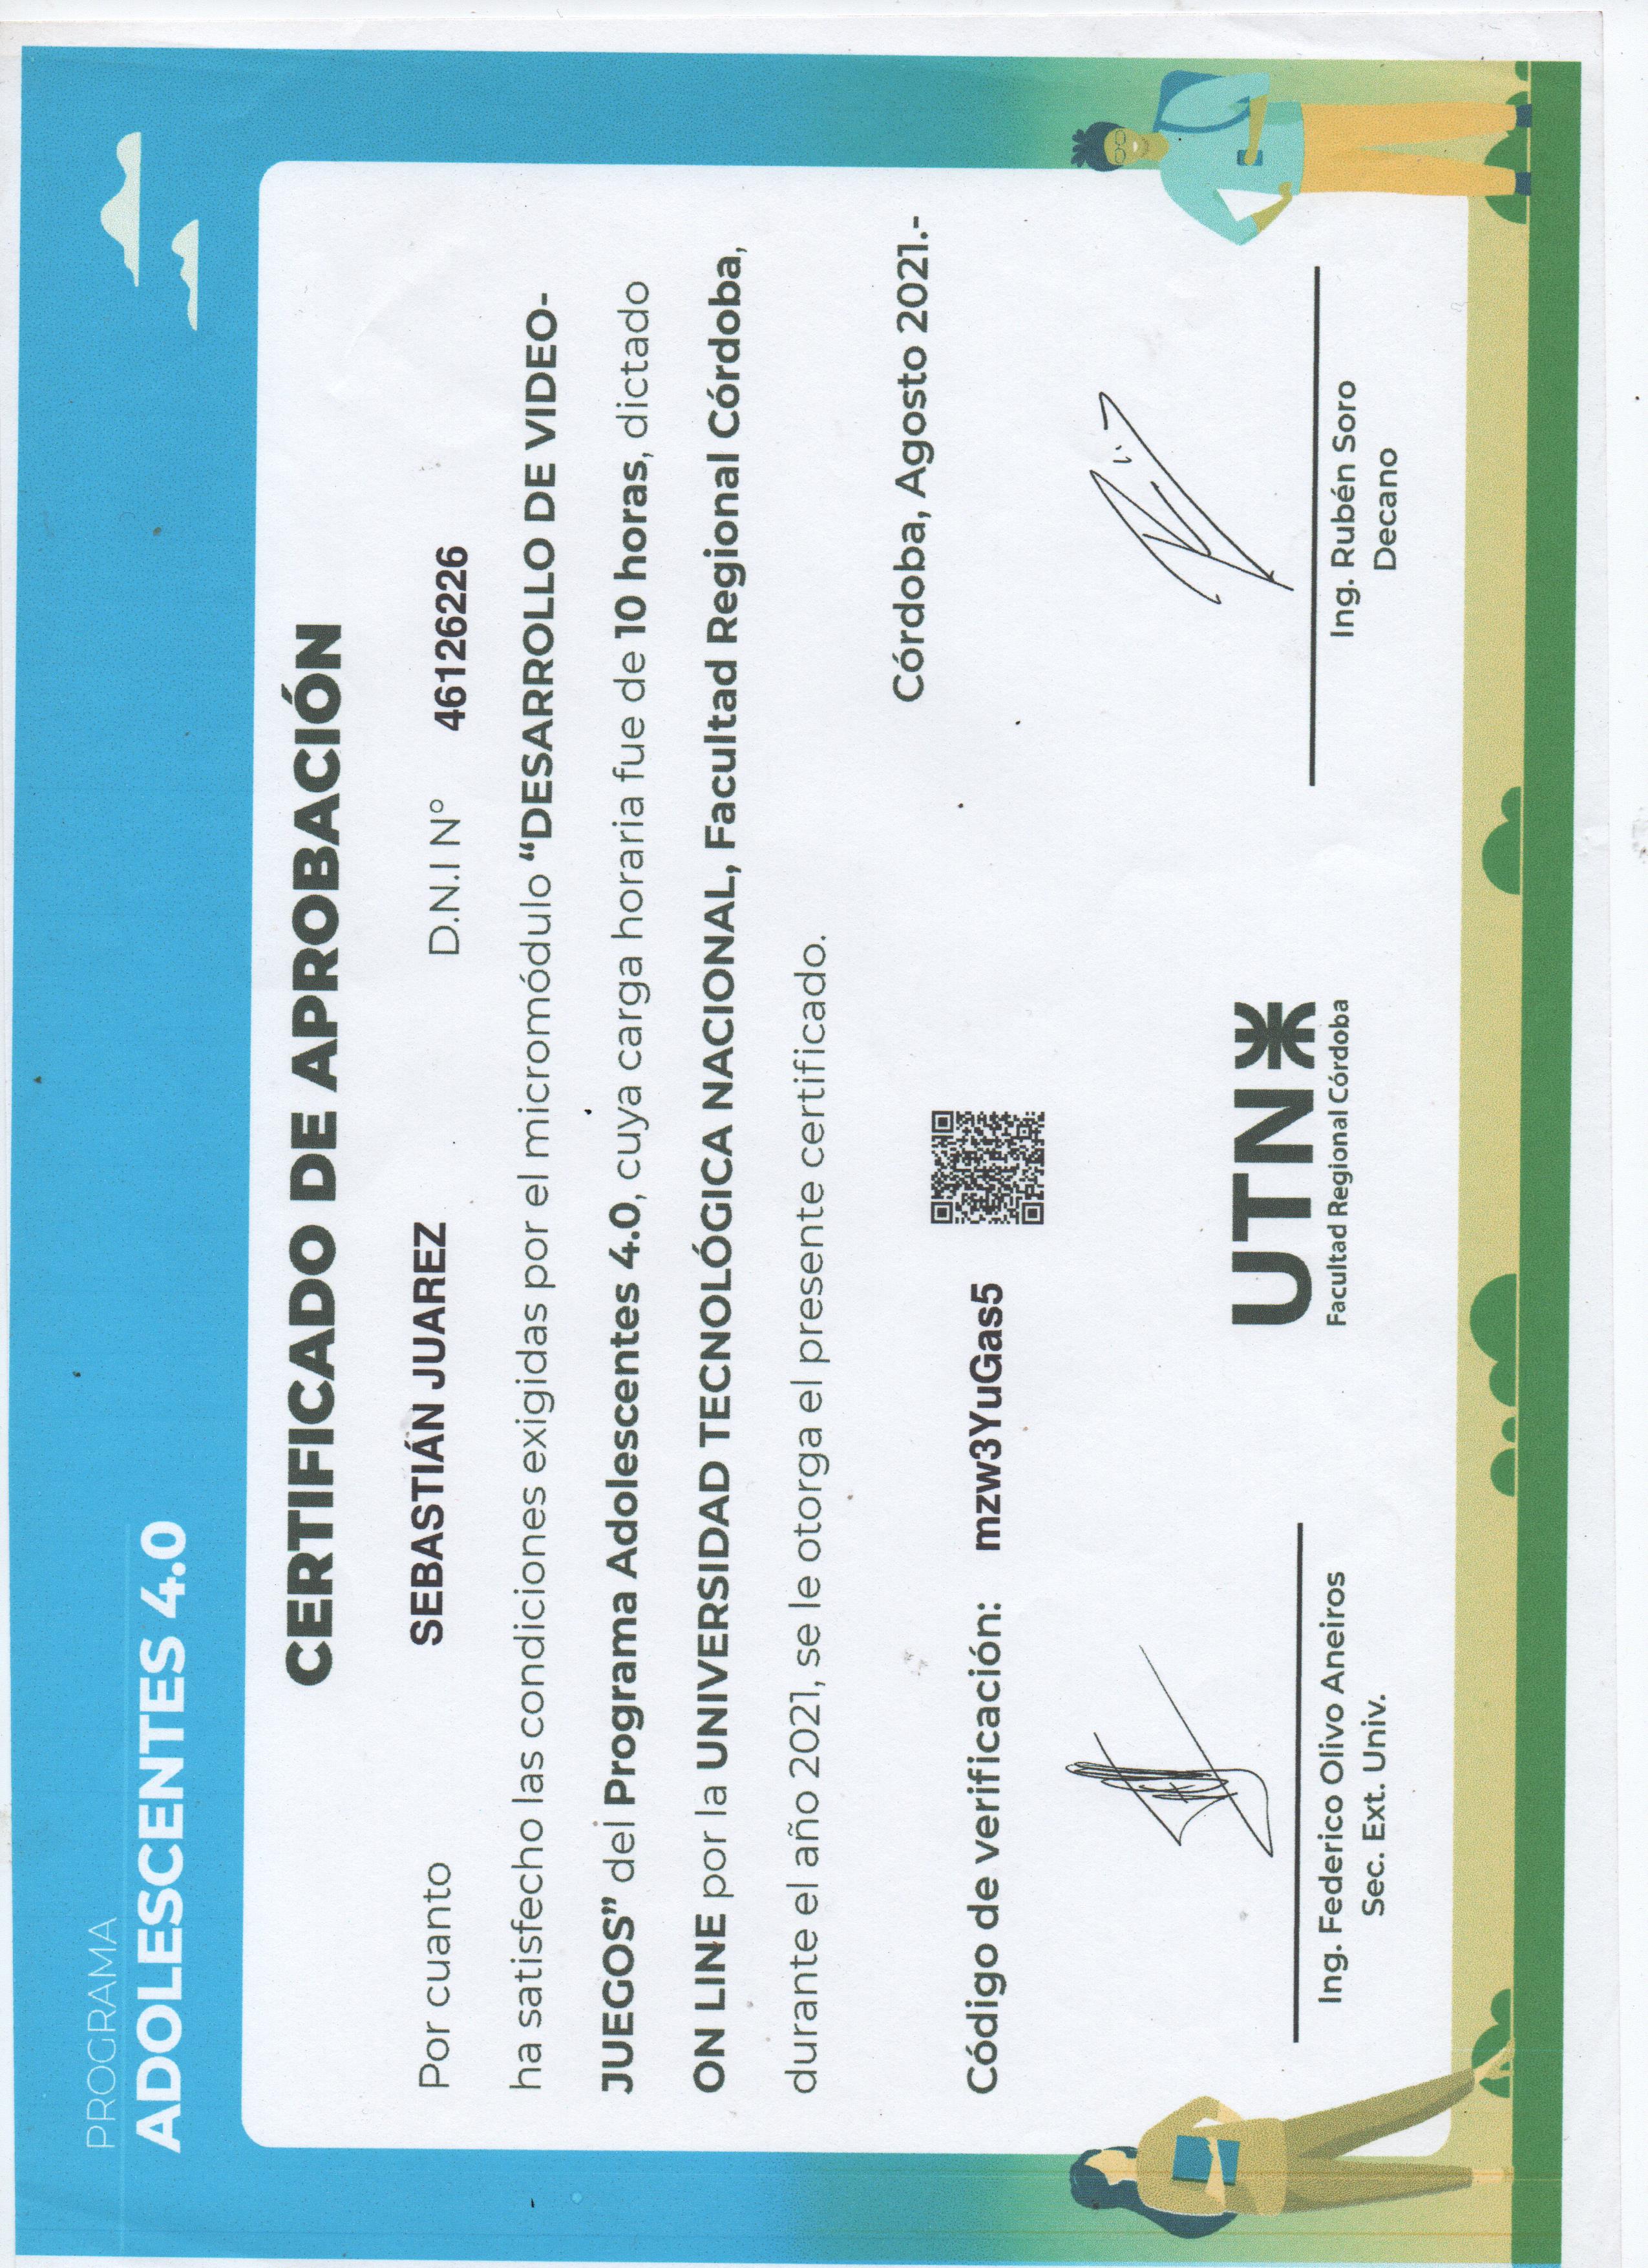 PROGRAMA
ADOLESCENTES 4.0
CERTIFICADO DE APROBACIÓN
Por cuanto SEBASTIÁN JUAREZ D.N.I N° 46126226
ha satisfecho las condiciones exigidas por el micromódulo “DESARROLLO DE VIDEO-
JUEGOS” del Programa Adolescentes 4.0, cuya carga horaria fue de 10 horas, dictado
ON LINE por la UNIVERSIDAD TECNOLÓGICA NACIONAL, Facultad Regional Córdoba,
durante el año 2021, se le otorga el presente certificado.
Córdoba, Agosto 2021.-
Código de verificación: mzw3YuGas5
Ing. Federico Olivo Aneiros
Sec. Ext. Univ.
UTN
Facultad Regional Córdoba
Ing. Rubén Soro
Decano